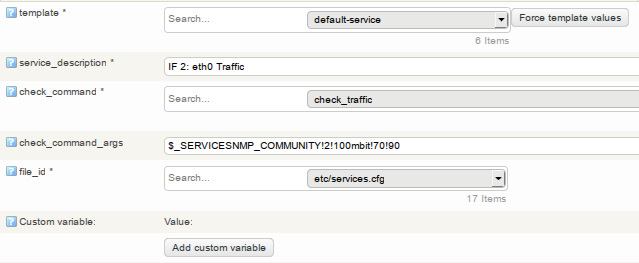 template *
Search...
default-service
Force template values
6 Items
service_description *
IF 2: eth0 Traffic
check_command *
Search...
check_traffic
check_command_args
$_SERVICESNMP_COMMUNITY!2!100mbit!70!90
file_id *
Search...
etc/services.cfg
17 Items
Custom variable:
Value:
Add custom variable